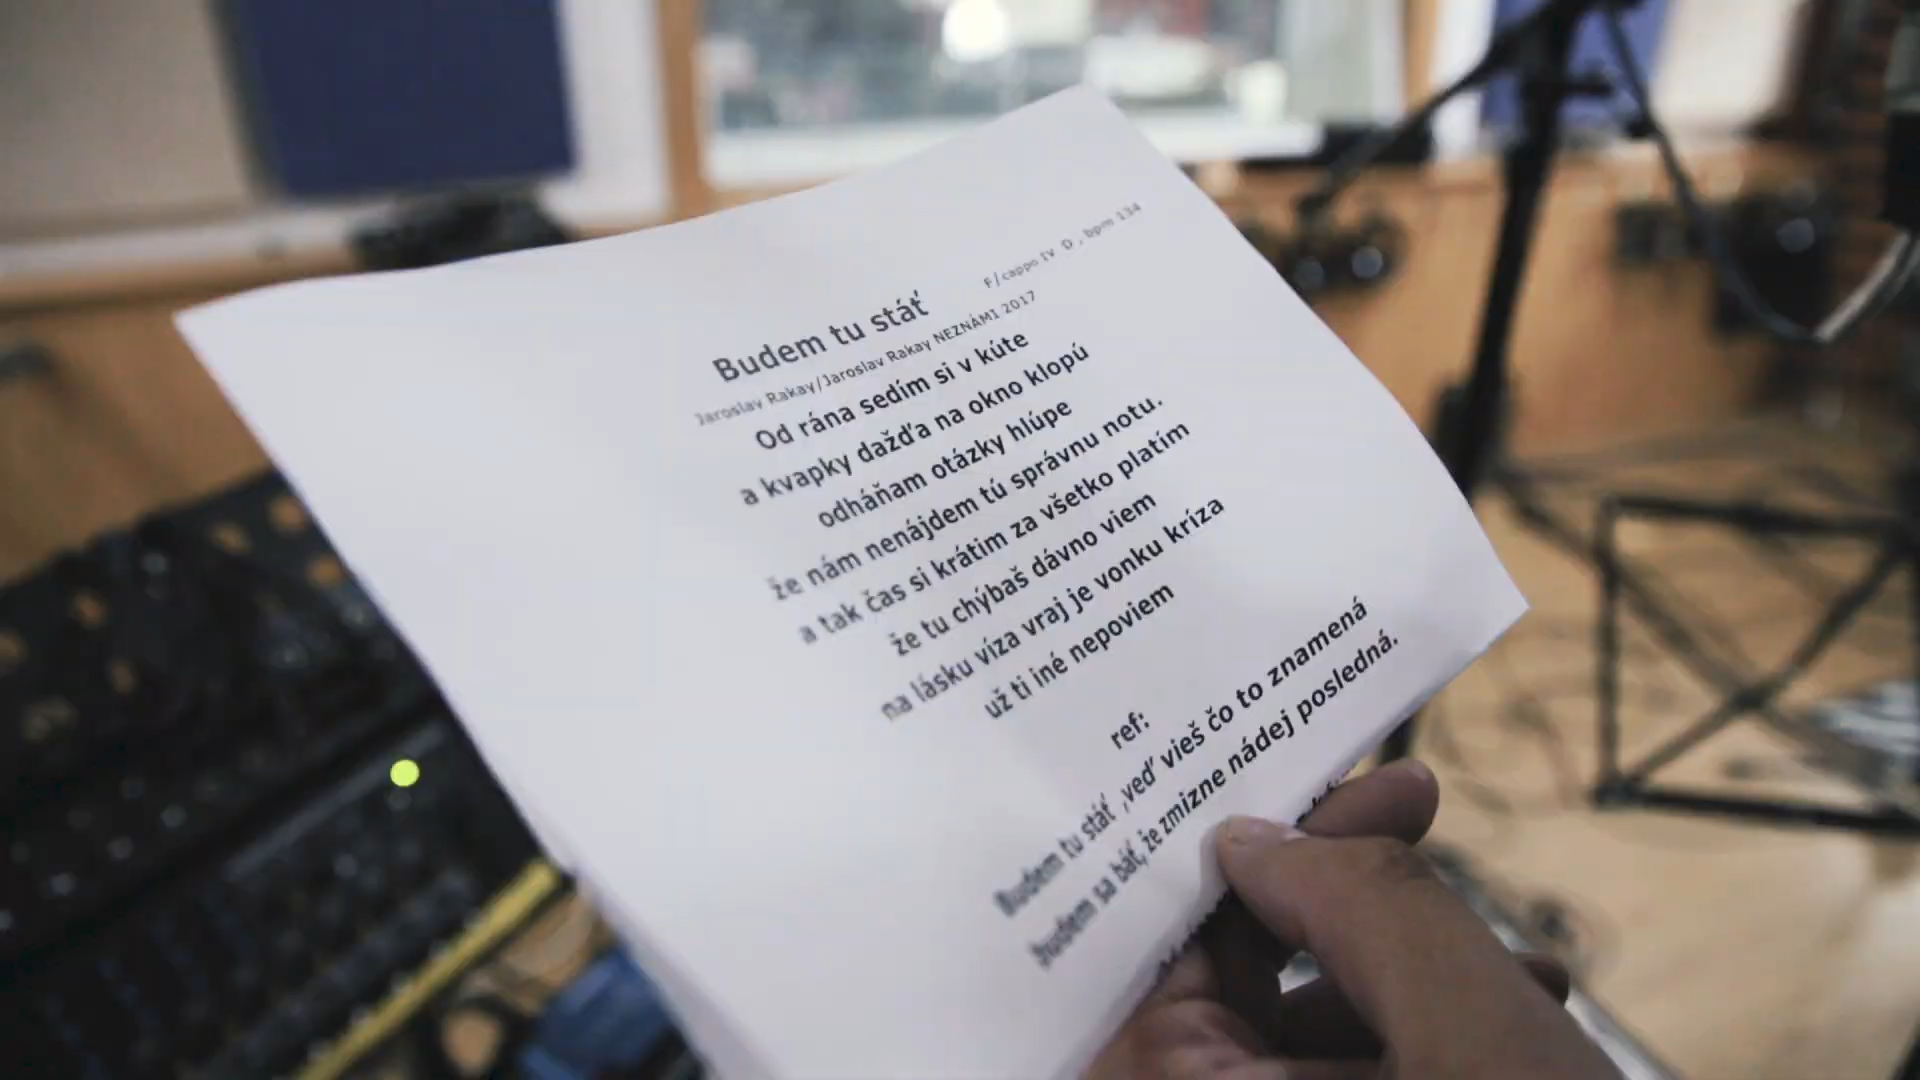 F/cappo IV D , bpm 134
Budem tu stáť
Jaroslav Rakay/Jaroslav Rakay NEZNÁMI 2017
Od rána sedím si v kúte
a kvapky dažďa na okno klopú
odháňam otázky hlúpe
že nám nenájdem tú správnu notu.
a tak čas si krátim za všetko platím
že tu chýbaš dávno viem
na lásku víza vraj je vonku kríza
už ti iné nepoviem
ref:
Budem tu stáť ,veď vieš čo to znamená
budem sa báť, že zmizne nádej posledná.